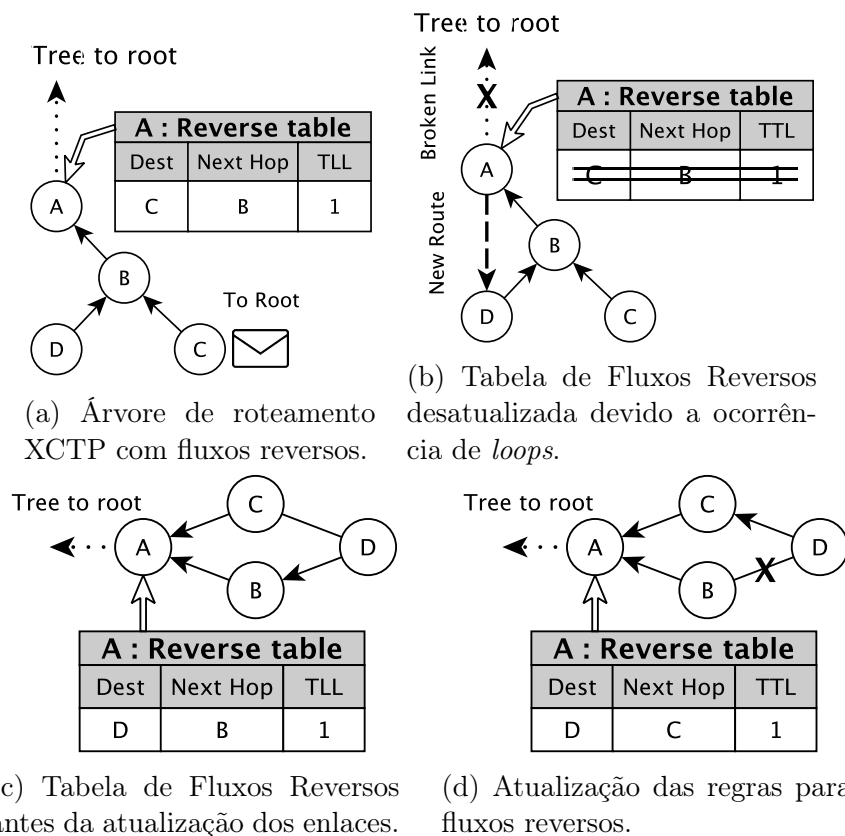 Tree to root
A : Reverse table
Dest Next Hop TLL
C B 1
A
B
To Root
D C
(a) Árvore de roteamento
XCTP com fluxos reversos.
Tree to root
Broken Link
X
A : Reverse table
Dest Next Hop TTL
C B 1
A
New Route
B
D C
(b) Tabela de Fluxos Reversos
desatualizada devido a ocorrên-
cia de loops.
Tree to root
C
A D
B
A : Reverse table
Dest Next Hop TLL
D B 1
c) Tabela de Fluxos Reversos
antes da atualização dos enlaces.
Tree to root
C
A D
X
B
A : Reverse table
Dest Next Hop TTL
D C 1
(d) Atualização das regras para
fluxos reversos.